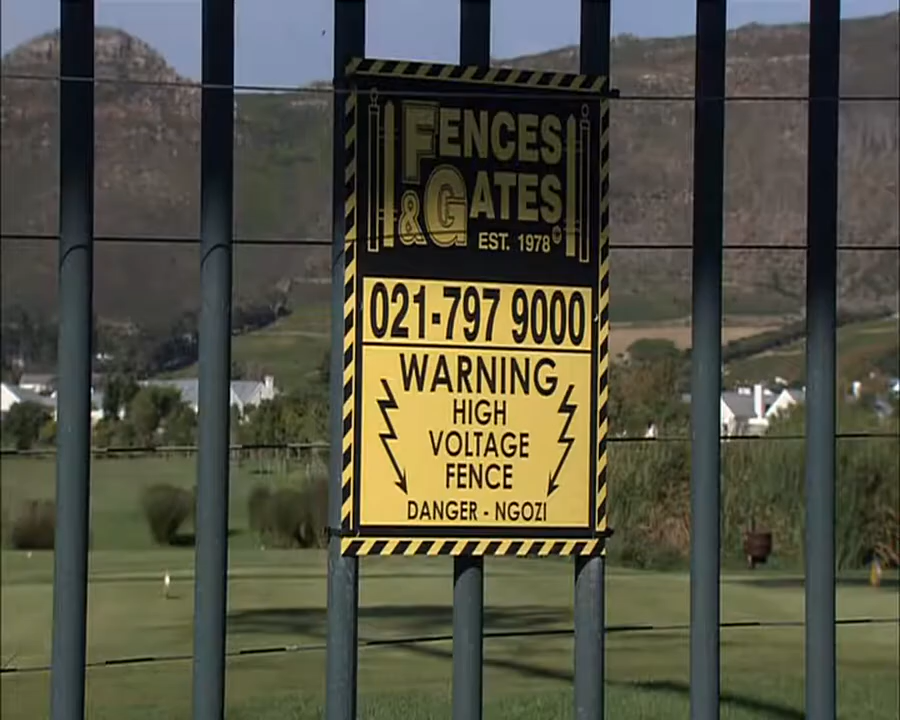 FENCES
& GATES
EST. 1978
021-797 9000
WARNING
HIGH
VOLTAGE
FENCE
DANGER - NGOZI